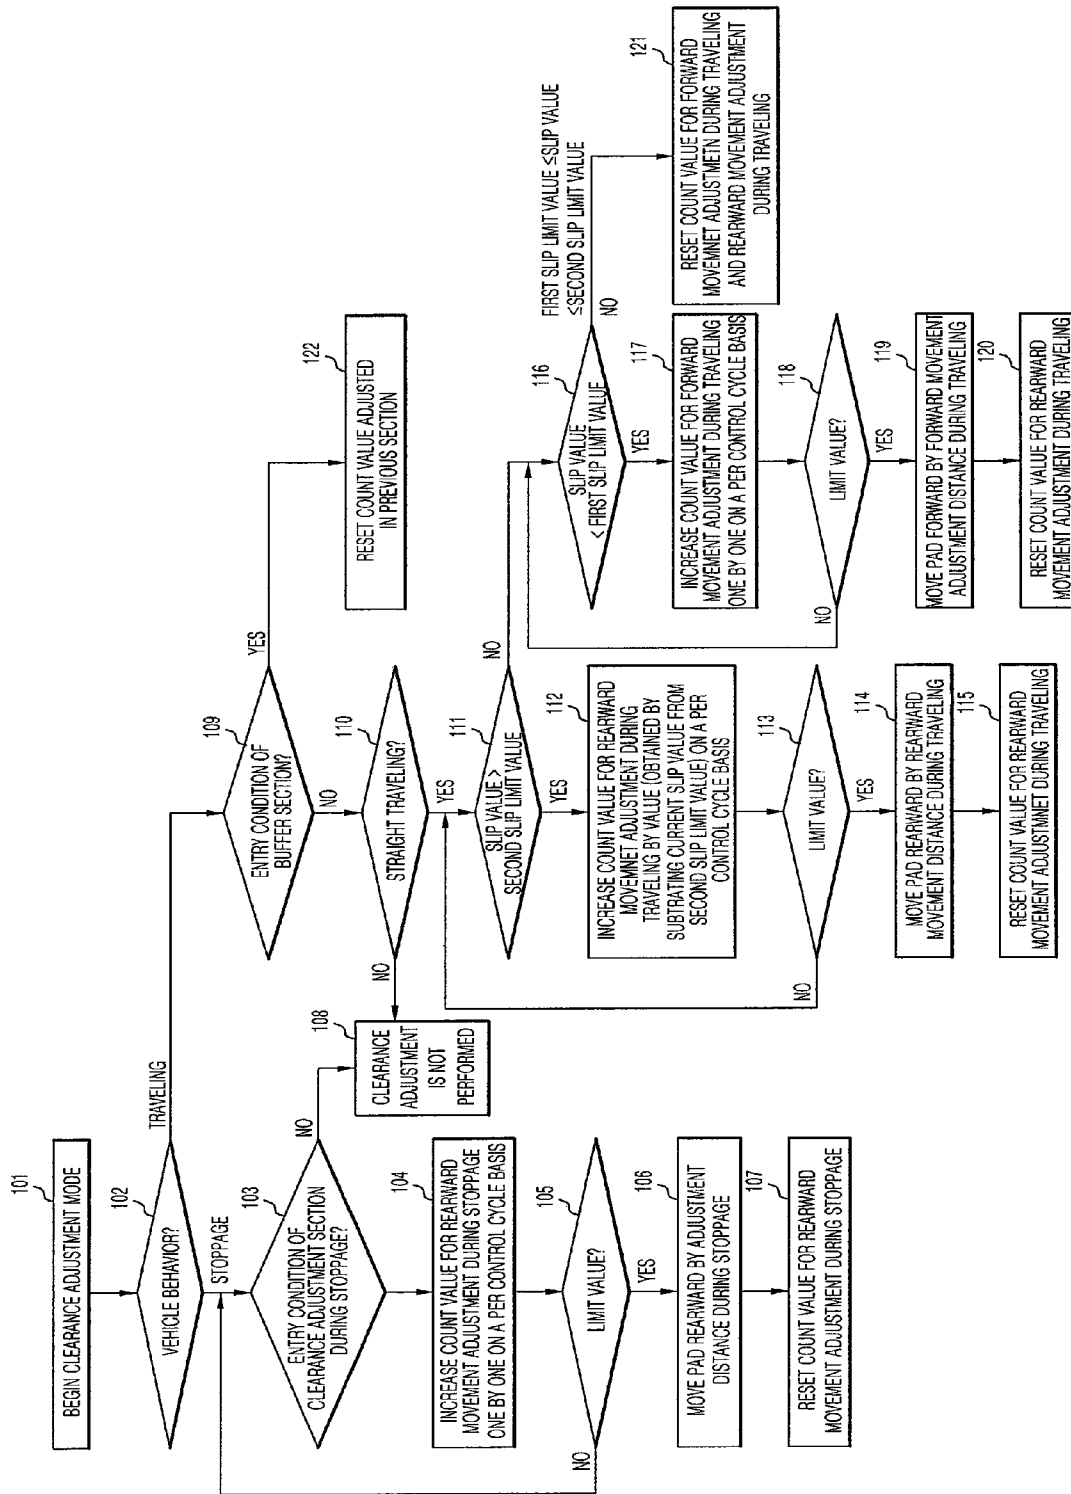 101
BEGIN CLEARANCE ADJUSTMENT MODE
102
VEHICLE BEHAVIOR?
TRAVELING
STOPPAGE
103
ENTRY CONDITION OF
CLEARANCE ADJUSTMENT SECTION
DURING STOPPAGE?
NO
104
INCREASE COUNT VALUE FOR REARWARD
MOVEMENT ADJUSTMENT DURING STOPPAGE
ONE BY ONE ON A PER CONTROL CYCLE BASIS
105
LIMIT VALUE?
NO
YES
106
MOVE PAD REARWARD BY ADJUSTMENT
DISTANCE DURING STOPPAGE
107
RESET COUNT VALUE FOR REARWARD
MOVEMENT ADJUSTMENT DURING STOPPAGE
108
CLEARANCE
ADJUSTMENT
IS NOT
PERFORMED
109
ENTRY CONDITION OF
BUFFER SECTION?
YES
NO
110
STRAIGHT TRAVELING?
NO
YES
111
SLIP VALUE >
SECOND SLIP LIMIT VALUE
NO
YES
112
INCREASE COUNT VALUE FOR REARWARD
MOVEMNET ADJUSTMENT DURING
TRAVELING BY VALUE (OBTAINED BY
SUBTRATING CURRENT SLIP VALUE FROM
SECOND SLIP LIMIT VALUE) ON A PER
CONTROL CYCLE BASIS
113
LIMIT VALUE?
NO
YES
114
MOVE PAD REARWARD BY REARWARD
MOVEMENT DISTANCE DURING TRAVELING
115
RESET COUNT VALUE FOR REARWARD
MOVEMENT ADJUSTMNET DURING TRAVELING
122
RESET COUNT VALUE ADJUSTED
IN PREVIOUS SECTION
116
SLIP VALUE
< FIRST SLIP LIMIT VALUE
FIRST SLIP LIMIT VALUE ≤SLIP VALUE
≤SECOND SLIP LIMIT VALUE
NO
YES
117
INCREASE COUNT VALUE FOR FORWARD
MOVEMENT ADJUSTMENT DURING TRAVELING
ONE BY ONE ON A PER CONTROL CYCLE BASIS
118
LIMIT VALUE?
NO
YES
119
MOVE PAD FORWARD BY FORWARD MOVEMENT
ADJUSTMENT DISTANCE DURING TRAVELING
120
RESET COUNT VALUE FOR REARWARD
MOVEMENT ADJUSTMENT DURING TRAVELING
121
RESET COUNT VALUE FOR FORWARD
MOVEMNET ADJUSTMETN DURING TRAVELING
AND REARWARD MOVEMENT ADJUSTMENT
DURING TRAVELING